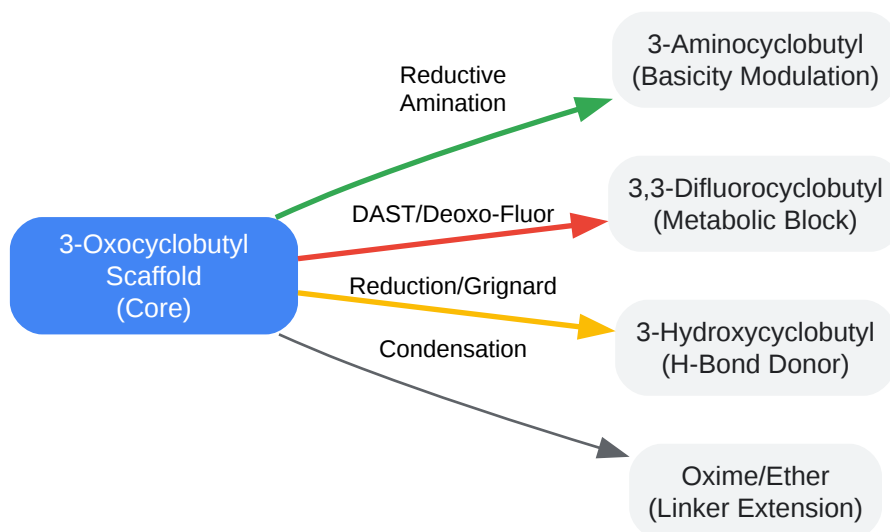 3-Oxocyclobutyl
Scaffold
(Core)
Reductive
Amination
DAST/Deoxo-Fluor
Reduction/Grignard
Condensation
3-Aminocyclobutyl
(Basicity Modulation)
3,3-Difluorocyclobutyl
(Metabolic Block)
3-Hydroxycyclobutyl
(H-Bond Donor)
Oxime/Ether
(Linker Extension)